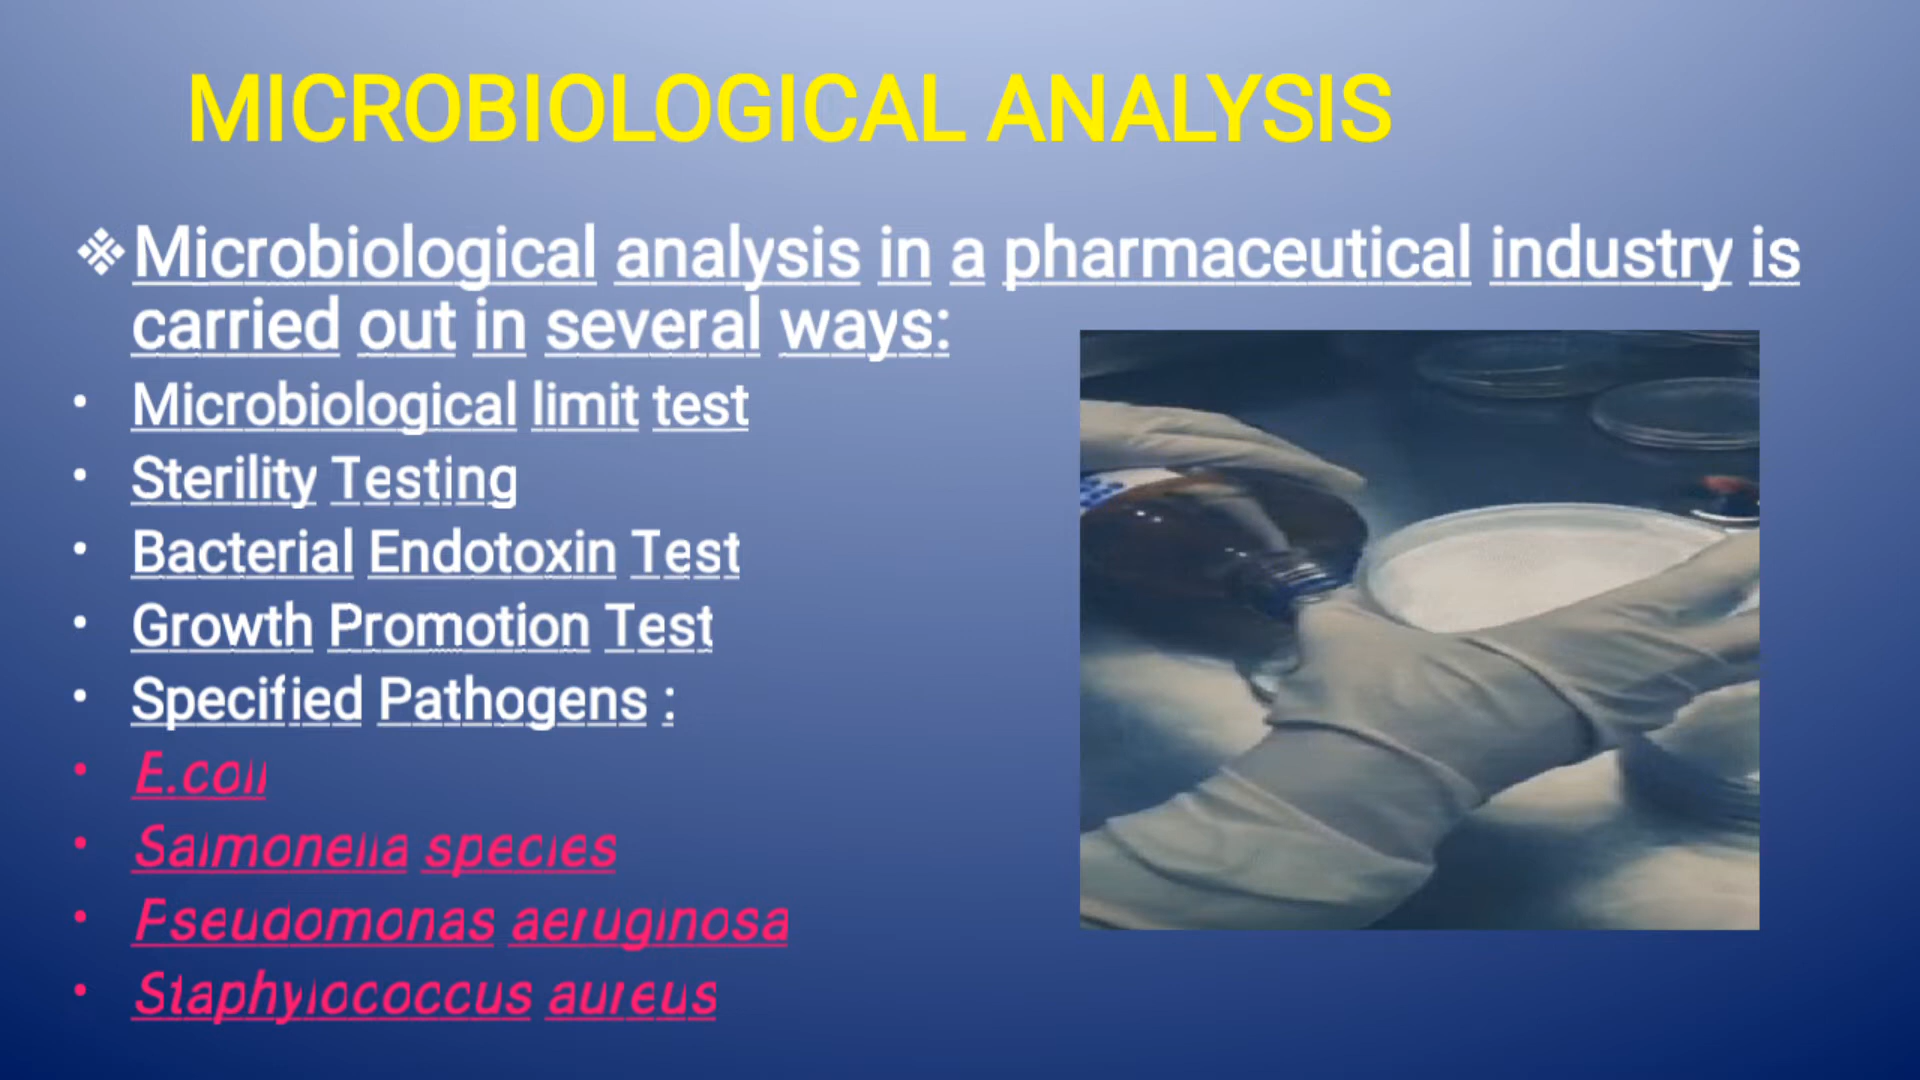 MICROBIOLOGICAL ANALYSIS
❖Microbiological analysis in a pharmaceutical industry is
carried out in several ways:
• Microbiological limit test
• Sterility Testing
• Bacterial Endotoxin Test
• Growth Promotion Test
• Specified Pathogens :
• E.coli
• Salmonella species
• Pseudomonas aeruginosa
• Staphylococcus aureus